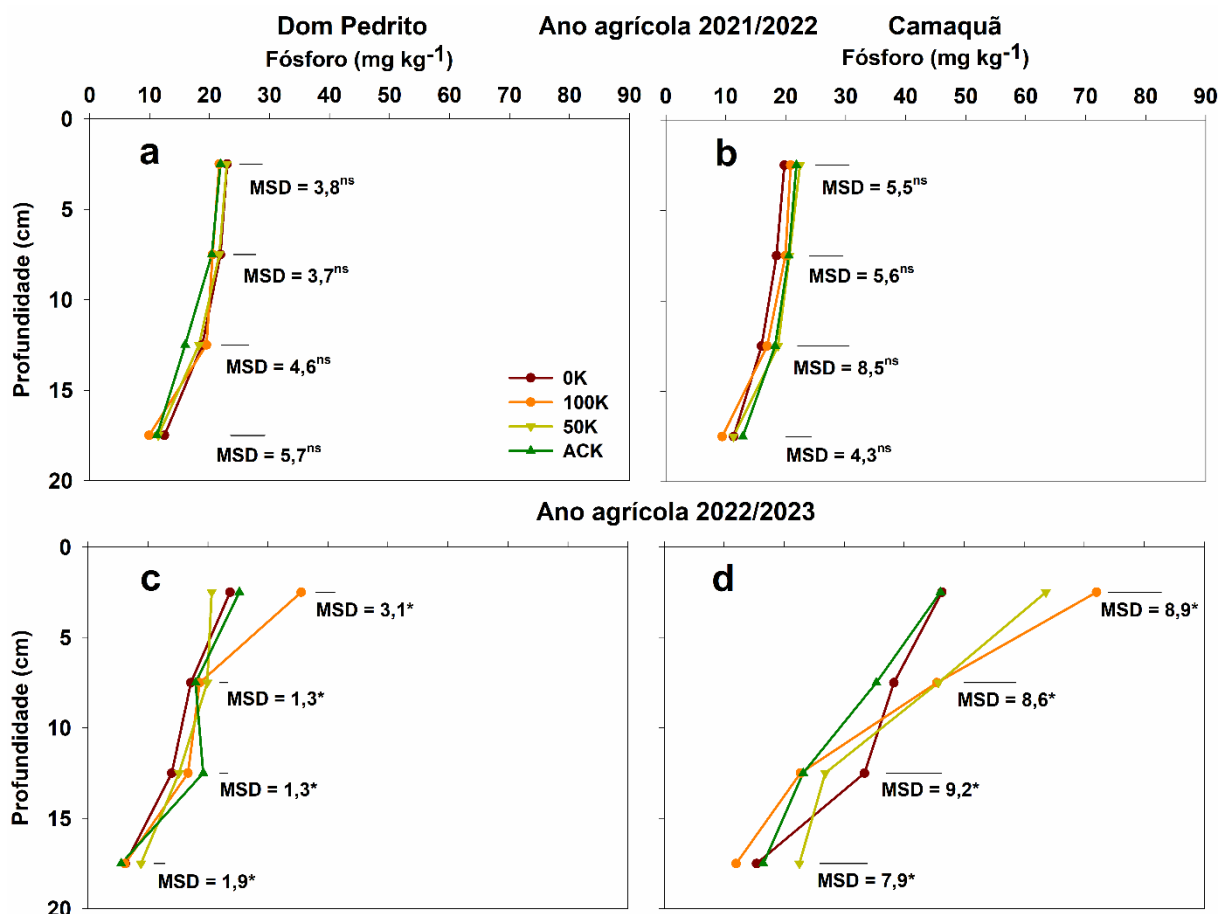 Dom Pedrito Ano agrícola 2021/2022 Camaquã
Fósforo (mg kg-1) Fósforo (mg kg-1)
0 10 20 30 40 50 60 70 80 90 0 10 20 30 40 50 60 70 80 90
Profundidade (cm)
0
5
10
15
20
a
MSD = 3,8ns
MSD = 3,7ns
MSD = 4,6ns
MSD = 5,7ns
0K
100K
50K
ACK
b
MSD = 5,5ns
MSD = 5,6ns
MSD = 8,5ns
MSD = 4,3ns
Ano agrícola 2022/2023
Profundidade (cm)
0
5
10
15
20
c
MSD = 3,1*
MSD = 1,3*
MSD = 1,3*
MSD = 1,9*
d
MSD = 8,9*
MSD = 8,6*
MSD = 9,2*
MSD = 7,9*